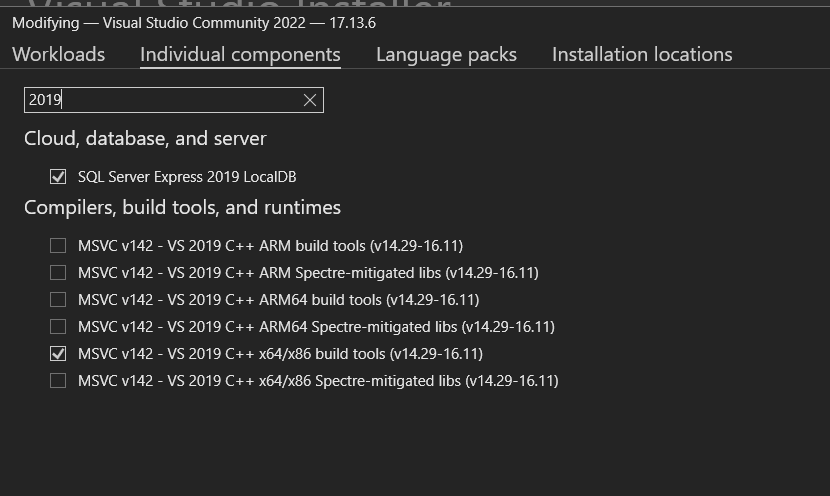 Visual Studio Installer
Modifying — Visual Studio Community 2022 — 17.13.6
Workloads Individual components Language packs Installation locations
2019
Cloud, database, and server
SQL Server Express 2019 LocalDB
Compilers, build tools, and runtimes
MSVC v142 - VS 2019 C++ ARM build tools (v14.29-16.11)
MSVC v142 - VS 2019 C++ ARM Spectre-mitigated libs (v14.29-16.11)
MSVC v142 - VS 2019 C++ ARM64 build tools (v14.29-16.11)
MSVC v142 - VS 2019 C++ ARM64 Spectre-mitigated libs (v14.29-16.11)
MSVC v142 - VS 2019 C++ x64/x86 build tools (v14.29-16.11)
MSVC v142 - VS 2019 C++ x64/x86 Spectre-mitigated libs (v14.29-16.11)